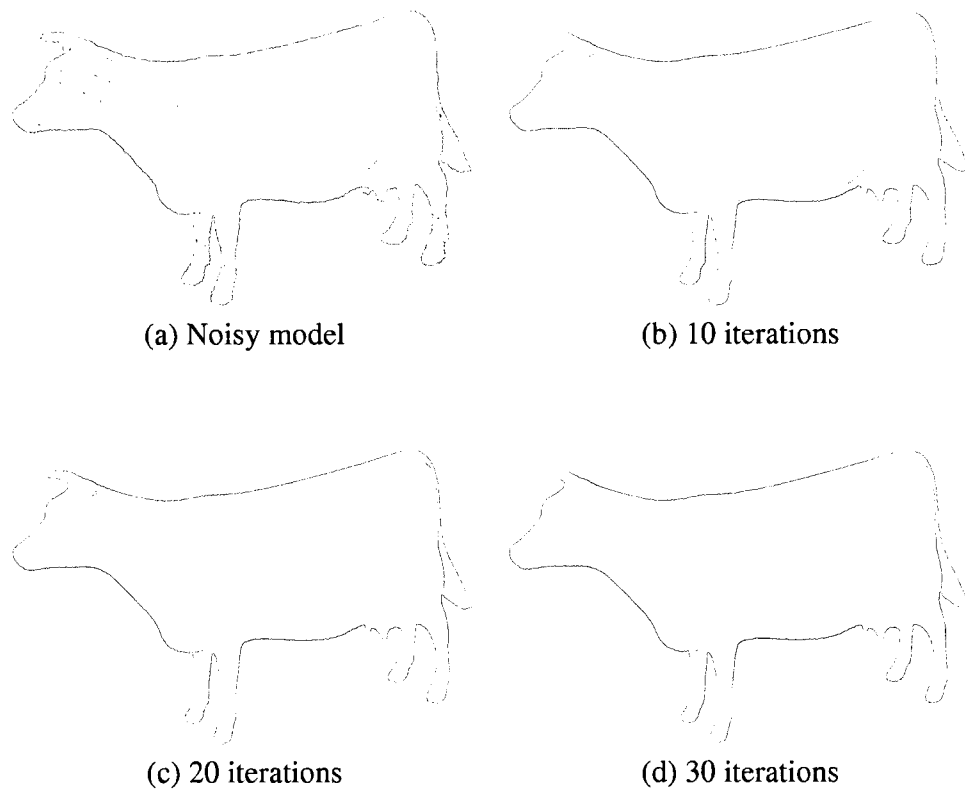 (a) Noisy model
(b) 10 iterations
(c) 20 iterations
(d) 30 iterations